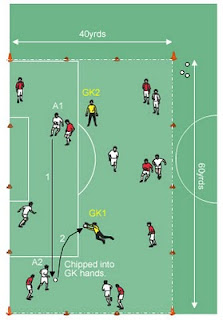 40yrds
A1
GK2
60yrds
1
GK1
2
A2
Chipped into
GK hands.